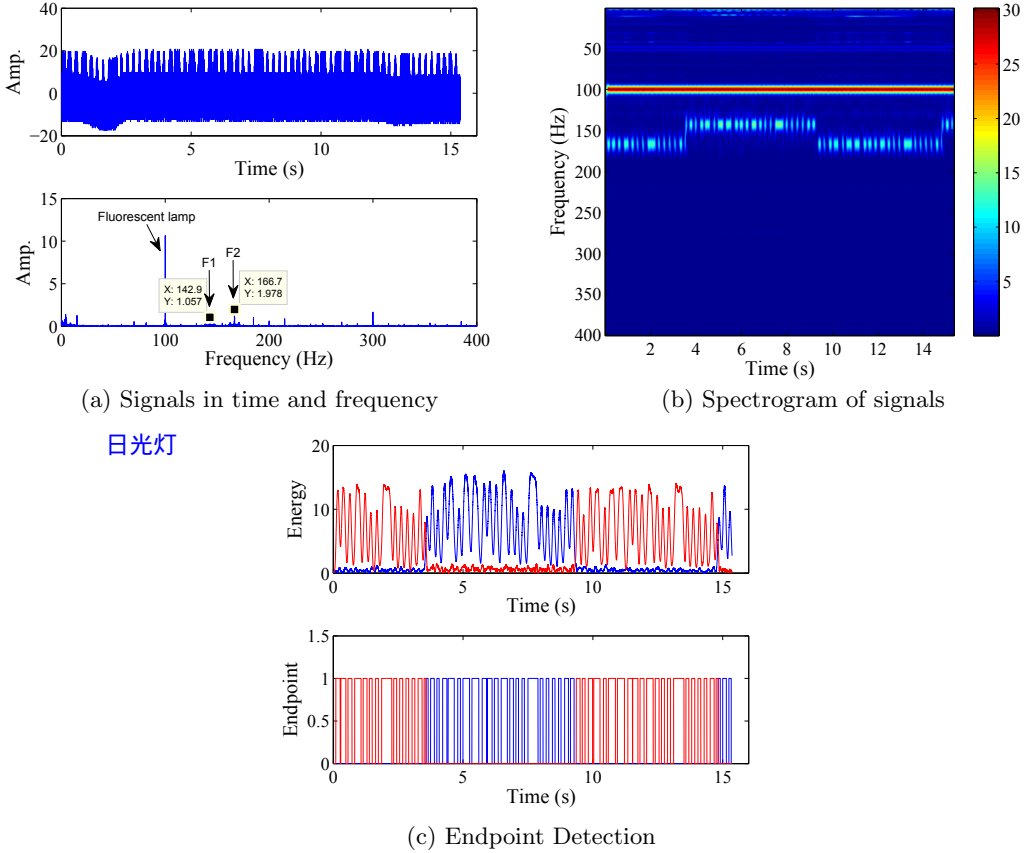 40
20
0
−20
Amp.
0 5 10 15
Time (s)
15
10
5
0
Amp.
Fluorescent lamp
F1
F2
X: 142.9
Y: 1.057
X: 166.7
Y: 1.978
0 100 200 300 400
Frequency (Hz)
(a) Signals in time and frequency
50
100
150
200
250
300
350
400
Frequency (Hz)
2 4 6 8 10 12 14
Time (s)
30
25
20
15
10
5
(b) Spectrogram of signals
日光灯
20
10
0
Energy
0 5 10 15
Time (s)
1.5
1
0.5
0
Endpoint
0 5 10 15
Time (s)
(c) Endpoint Detection